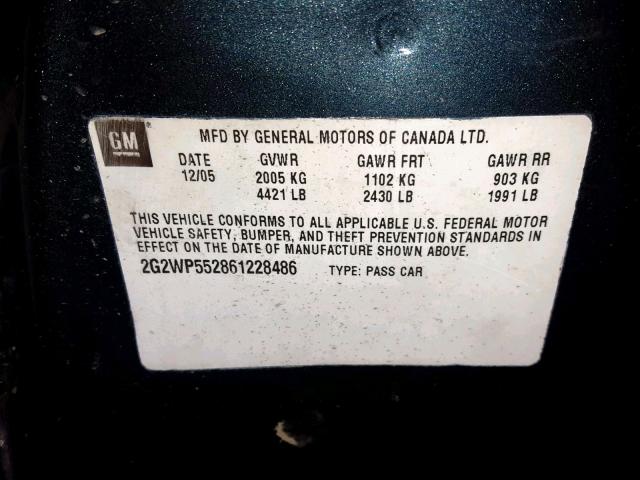 GM MFD BY GENERAL MOTORS OF CANADA LTD.
DATE GVWR GAWR FRT GAWR RR
12/05 2005 KG 1102 KG 903 KG
4421 LB 2430 LB 1991 LB
THIS VEHICLE CONFORMS TO ALL APPLICABLE U.S. FEDERAL MOTOR
VEHICLE SAFETY, BUMPER, AND THEFT PREVENTION STANDARDS IN
EFFECT ON THE DATE OF MANUFACTURE SHOWN ABOVE.
2G2WP552861228486 TYPE: PASS CAR